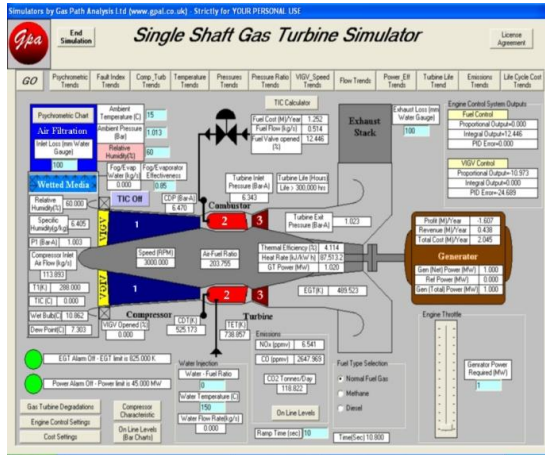 Simulators by Gas Path Analysis Ltd (www.gpal.co.uk) - Strictly for YOUR PERSONAL USE
Gpa
End Simulation
Single Shaft Gas Turbine Simulator
License Agreement
GO
Psychrometric Trends
Fault Index Trends
Comp_Turb Trends
Temperature Trends
Pressures Trends
Pressure Ratio Trends
VIGV_Speed Trends
Flow Trends
Power_Eff Trends
Turbine Life Trend
Emissions Trends
Life Cycle Cost Trends
Psychrometric Chart
Air Filtration
Inlet Loss (mm Water Gauge)
100
Ambient Temperature (C) 15
Ambient Pressure (Bar) 1.013
Relative Humidity(%) 60
Fog/Evap Water (kg/s) 0.000
Fog/Evaporator Effectiveness 0.85
Wetted Media
TIC Off
TIC Calculator
Fuel Cost (M)/Year 1.252
Fuel Flow (kg/s) 0.514
Fuel Valve opened (%) 12.446
Exhaust Stack
Exhaust Loss (mm Water Gauge)
100
Engine Control System Outputs
Fuel Control
Proportional Output=0.000
Integral Output=12.446
PID Error=0.000
VIGV Control
Proportional Output=-10.973
Integral Output=0.000
PID Error=-24.689
Relative Humidity(%) 60.000
Specific Humidity(g/kg) 6.405
P1 (Bar-A) 1.003
Compressor Inlet Air Flow (kg/s)
113.893
T1(K) 288.000
TIC (C) 0.000
Wet Bulb(C) 10.862
Dew Point(C) 7.303
VIGV
VIGV
CDP (Bar-A) 6.470
Combustor
Turbine Inlet Pressure (Bar-A) 6.343
Turbine Life (Hours)
Life > 300,000 hrs
Turbine Exit Pressure (Bar-A) 1.023
1
2
3
Speed (RPM)
3000.000
Air-Fuel Ratio
203.755
Thermal Efficiency (%) 4.114
Heat Rate (kJ/kW h) 87,513.2
GT Power (MW) 1.020
Profit (M)/Year -1.607
Revenue (M)/Year 0.438
Total Cost (M)/Year 2.045
Generator
Gen (Net) Power (MW) 1.000
Ref Power (MW) 0.000
Gen (Total) Power (MW) 1.000
1
2
3
EGT(K) 489.523
Compressor
Turbine
VIGV Opened (%)
0.000
CDT(K)
525.173
TET(K)
738.857
EGT Alarm Off - EGT limit is 825.000 K
Power Alarm Off - Power limit is 45.000 MW
Water Injection
Water - Fuel Ratio
0
Water Temperature (C)
150
Water Flow Rate(kg/s)
0.000
Emissions
NOx (ppmv) 6.541
CO (ppmv) 2647.969
CO2 Tonnes/Day
118.822
On Line Levels
Fuel Type Selection
Normal Fuel Gas
Methane
Diesel
Engine Throttle
Genrator Power Required (MW)
1
Gas Turbine Degradations
Engine Control Settings
Cost Settings
Compressor Characteristic
On Line Levels (Bar Charts)
Ramp Time (sec) 10
Time(Sec) 10.800